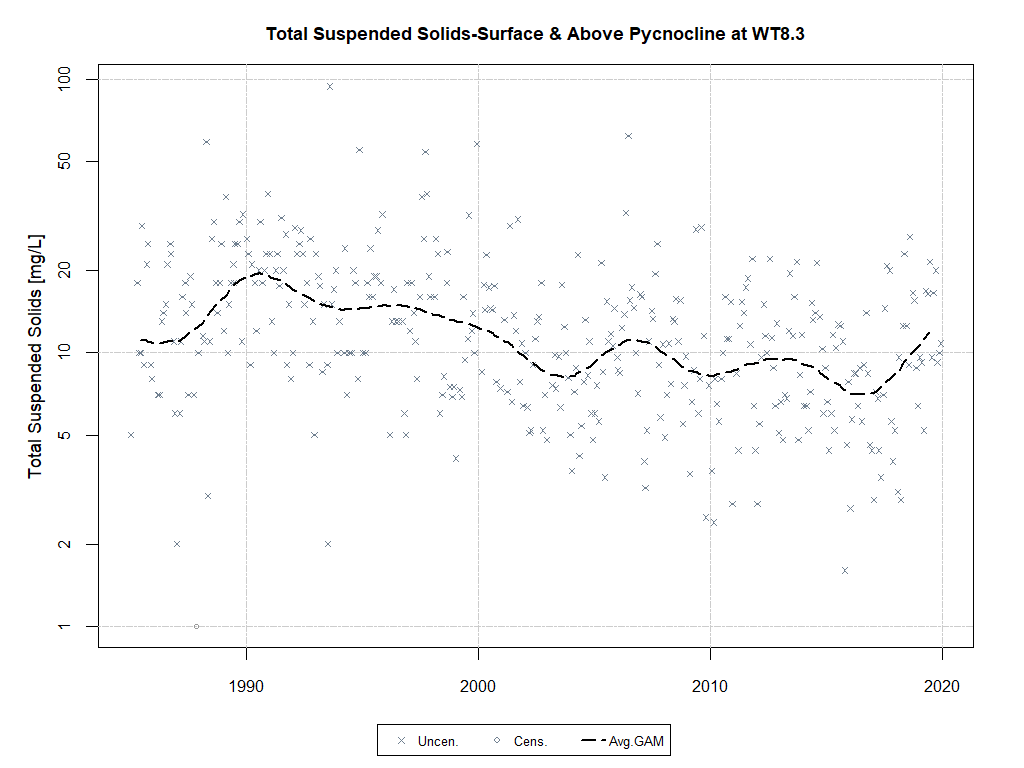 Total Suspended Solids-Surface & Above Pycnocline at WT8.3
Total Suspended Solids [mg/L]
100
50
20
10
5
2
1
1990 2000 2010 2020
Uncen. Cens. Avg.GAM